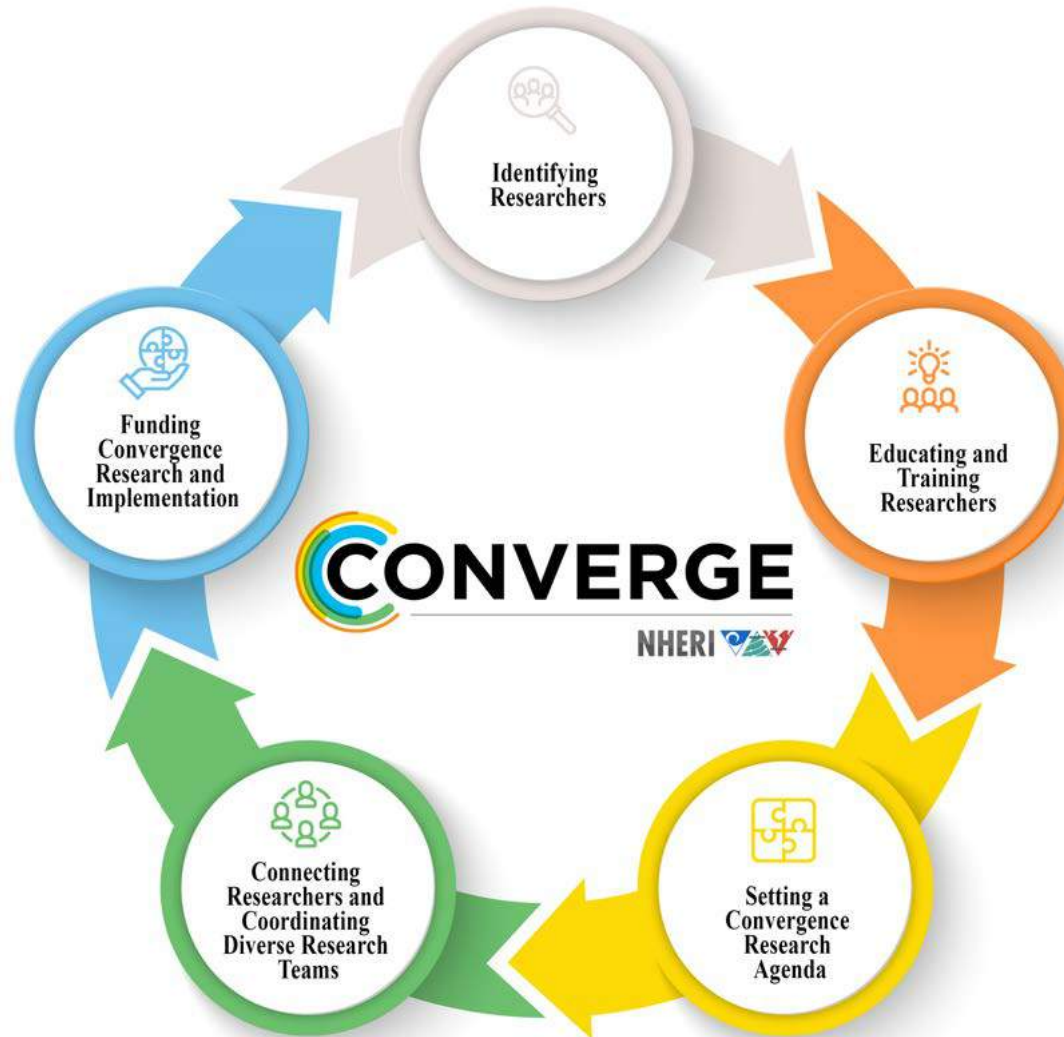 Identifying
Researchers
Educating and
Training
Researchers
Setting a
Convergence
Research
Agenda
Connecting
Researchers and
Coordinating
Diverse Research
Teams
Funding
Convergence
Research and
Implementation
CONVERGE
NHERI